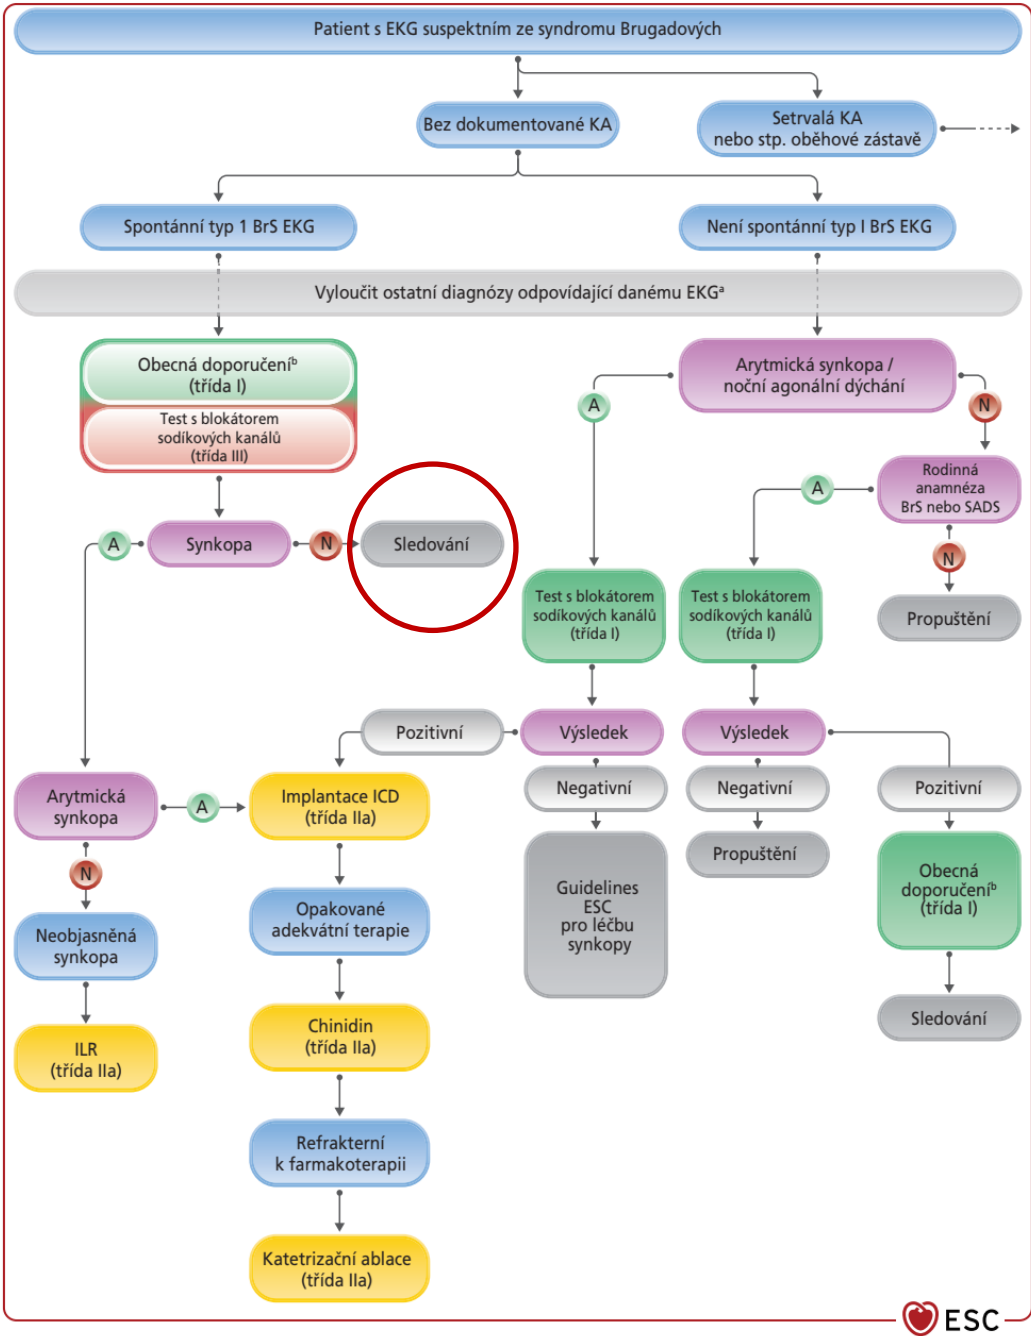 Patient s EKG suspektním ze syndromu Brugadových
Bez dokumentované KA
Setrvalá KA
nebo stp. oběhové zástavě
Spontánní typ 1 BrS EKG
Není spontánní typ I BrS EKG
Vyloučit ostatní diagnózy odpovídající danému EKGᵃ
Obecná doporučeníᵇ
(třída I)
Test s blokátorem
sodíkových kanálů
(třída III)
Arytmická synkopa /
noční agonální dýchání
A
N
Rodinná
anamnéza
BrS nebo SADS
A
N
Propuštění
A
Synkopa
N
Sledování
Test s blokátorem
sodíkových kanálů
(třída I)
Test s blokátorem
sodíkových kanálů
(třída I)
Pozitivní
Výsledek
Výsledek
Negativní
Negativní
Pozitivní
Arytmická
synkopa
A
Implantace ICD
(třída IIa)
Guidelines
ESC
pro léčbu
synkopy
Propuštění
Obecná
doporučeníᵇ
(třída I)
N
Neobjasněná
synkopa
Opakované
adekvátní terapie
Sledování
ILR
(třída IIa)
Chinidin
(třída IIa)
Refrakterní
k farmakoterapii
Katetrizační ablace
(třída IIa)
ESC